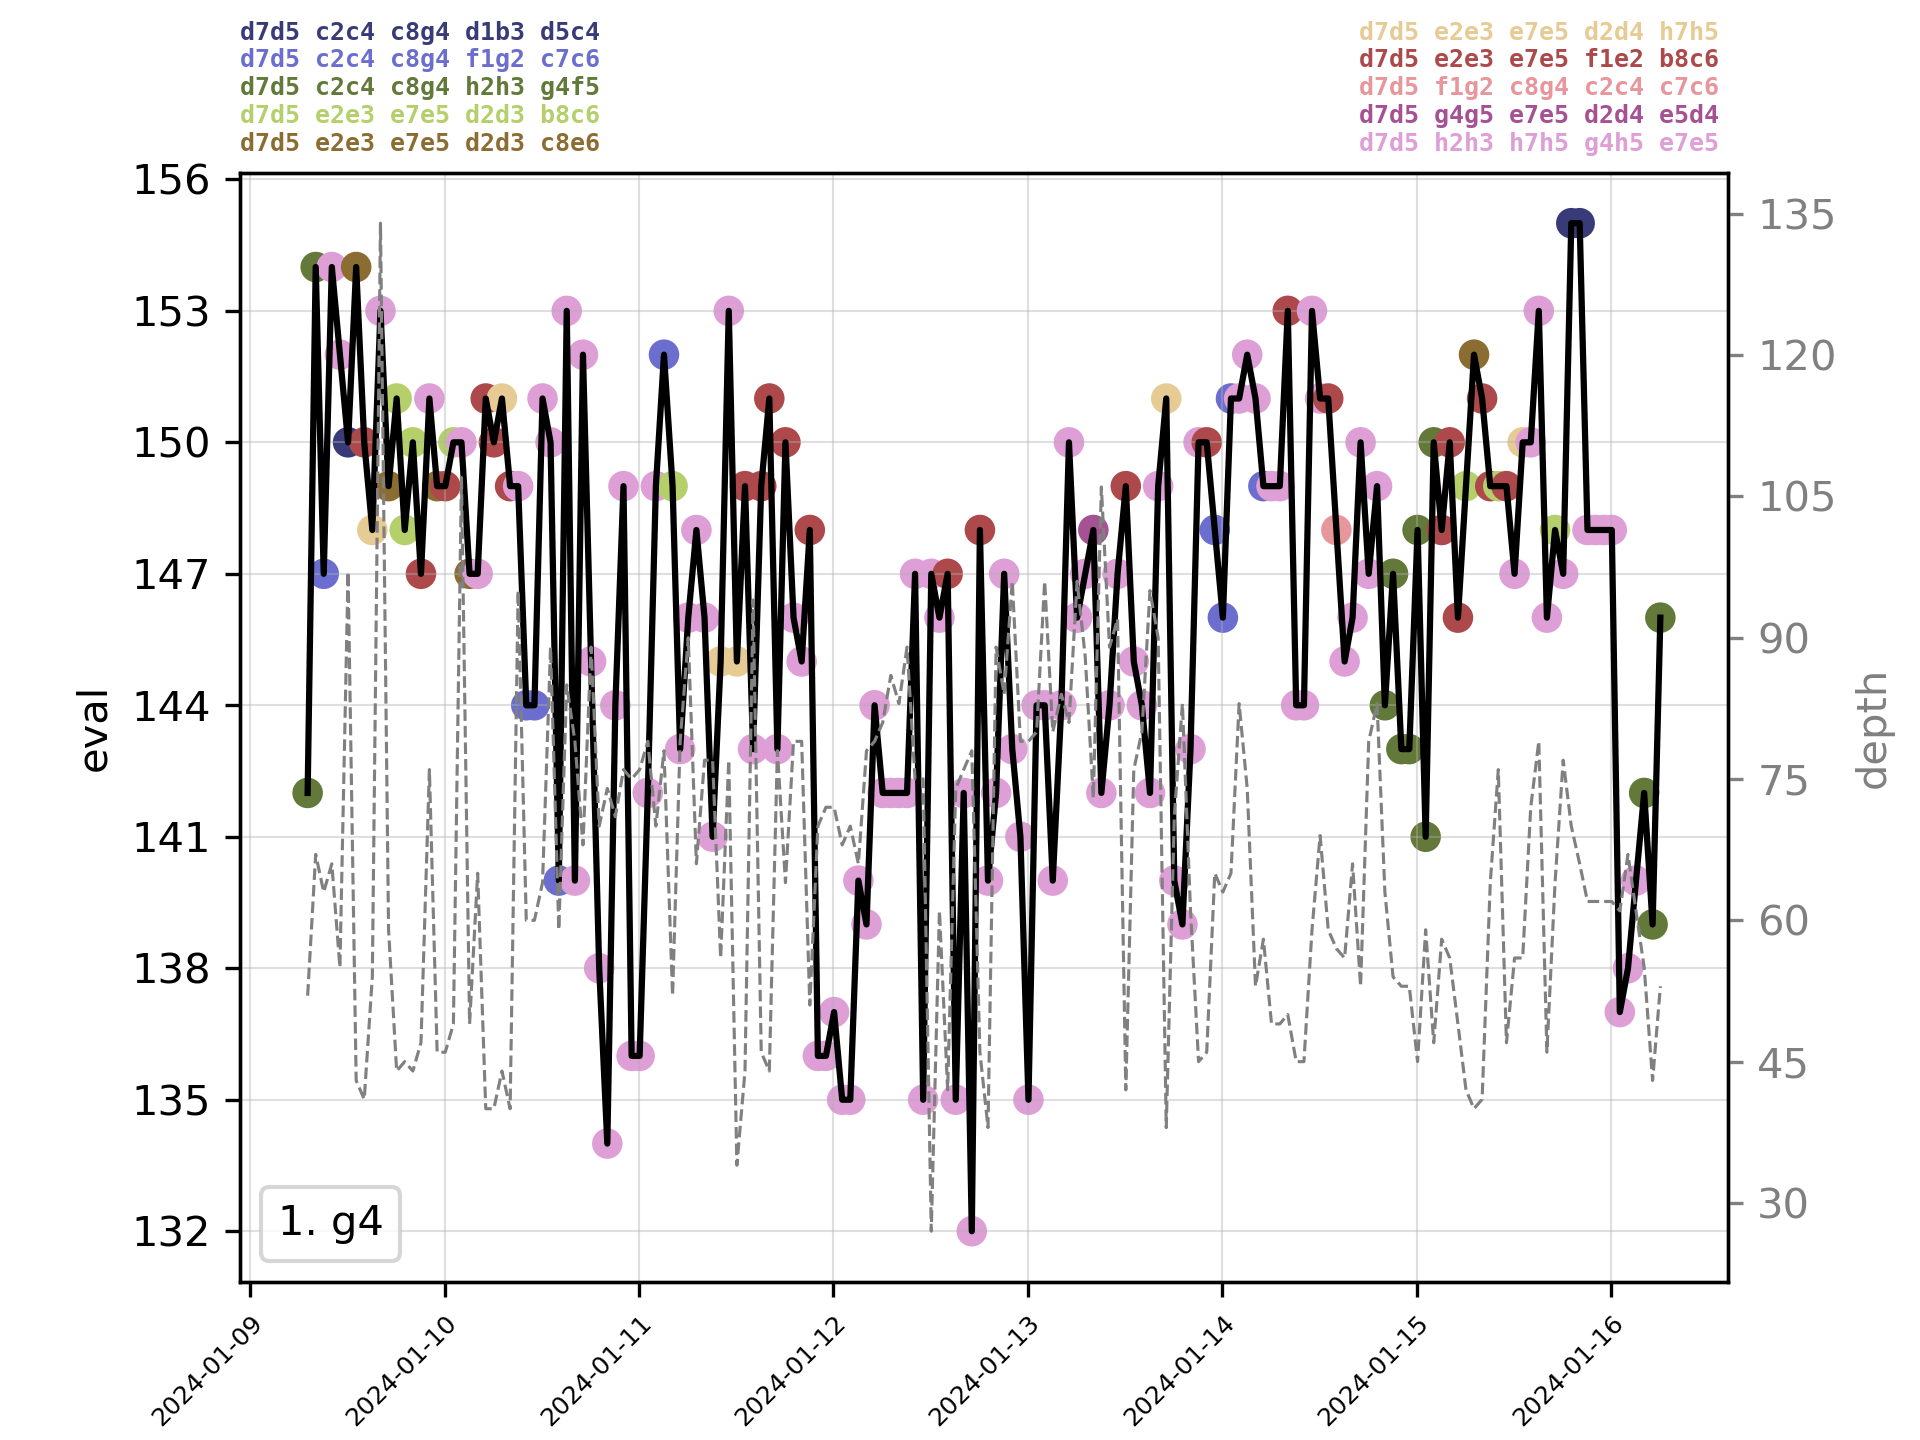 d7d5 c2c4 c8g4 d1b3 d5c4
d7d5 c2c4 c8g4 f1g2 c7c6
d7d5 c2c4 c8g4 h2h3 g4f5
d7d5 e2e3 e7e5 d2d3 b8c6
d7d5 e2e3 e7e5 d2d3 c8e6
d7d5 e2e3 e7e5 d2d4 h7h5
d7d5 e2e3 e7e5 f1e2 b8c6
d7d5 f1g2 c8g4 c2c4 c7c6
d7d5 g4g5 e7e5 d2d4 e5d4
d7d5 h2h3 h7h5 g4h5 e7e5
156
153
150
147
144
141
138
135
132
eval
135
120
105
90
75
60
45
30
depth
1. g4
2024-01-09
2024-01-10
2024-01-11
2024-01-12
2024-01-13
2024-01-14
2024-01-15
2024-01-16